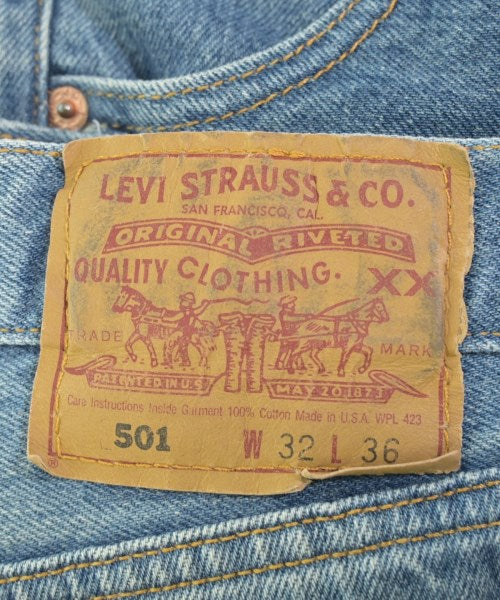 LEVI STRAUSS & CO.
SAN FRANCISCO, CAL.
ORIGINAL RIVETED
QUALITY CLOTHING. XX
TRADE MARK
PATENTED IN U.S. MAY 20 1873
Care Instructions Inside Garment 100% Cotton Made in U.S.A. WPL 423
501 W 32 L 36
®